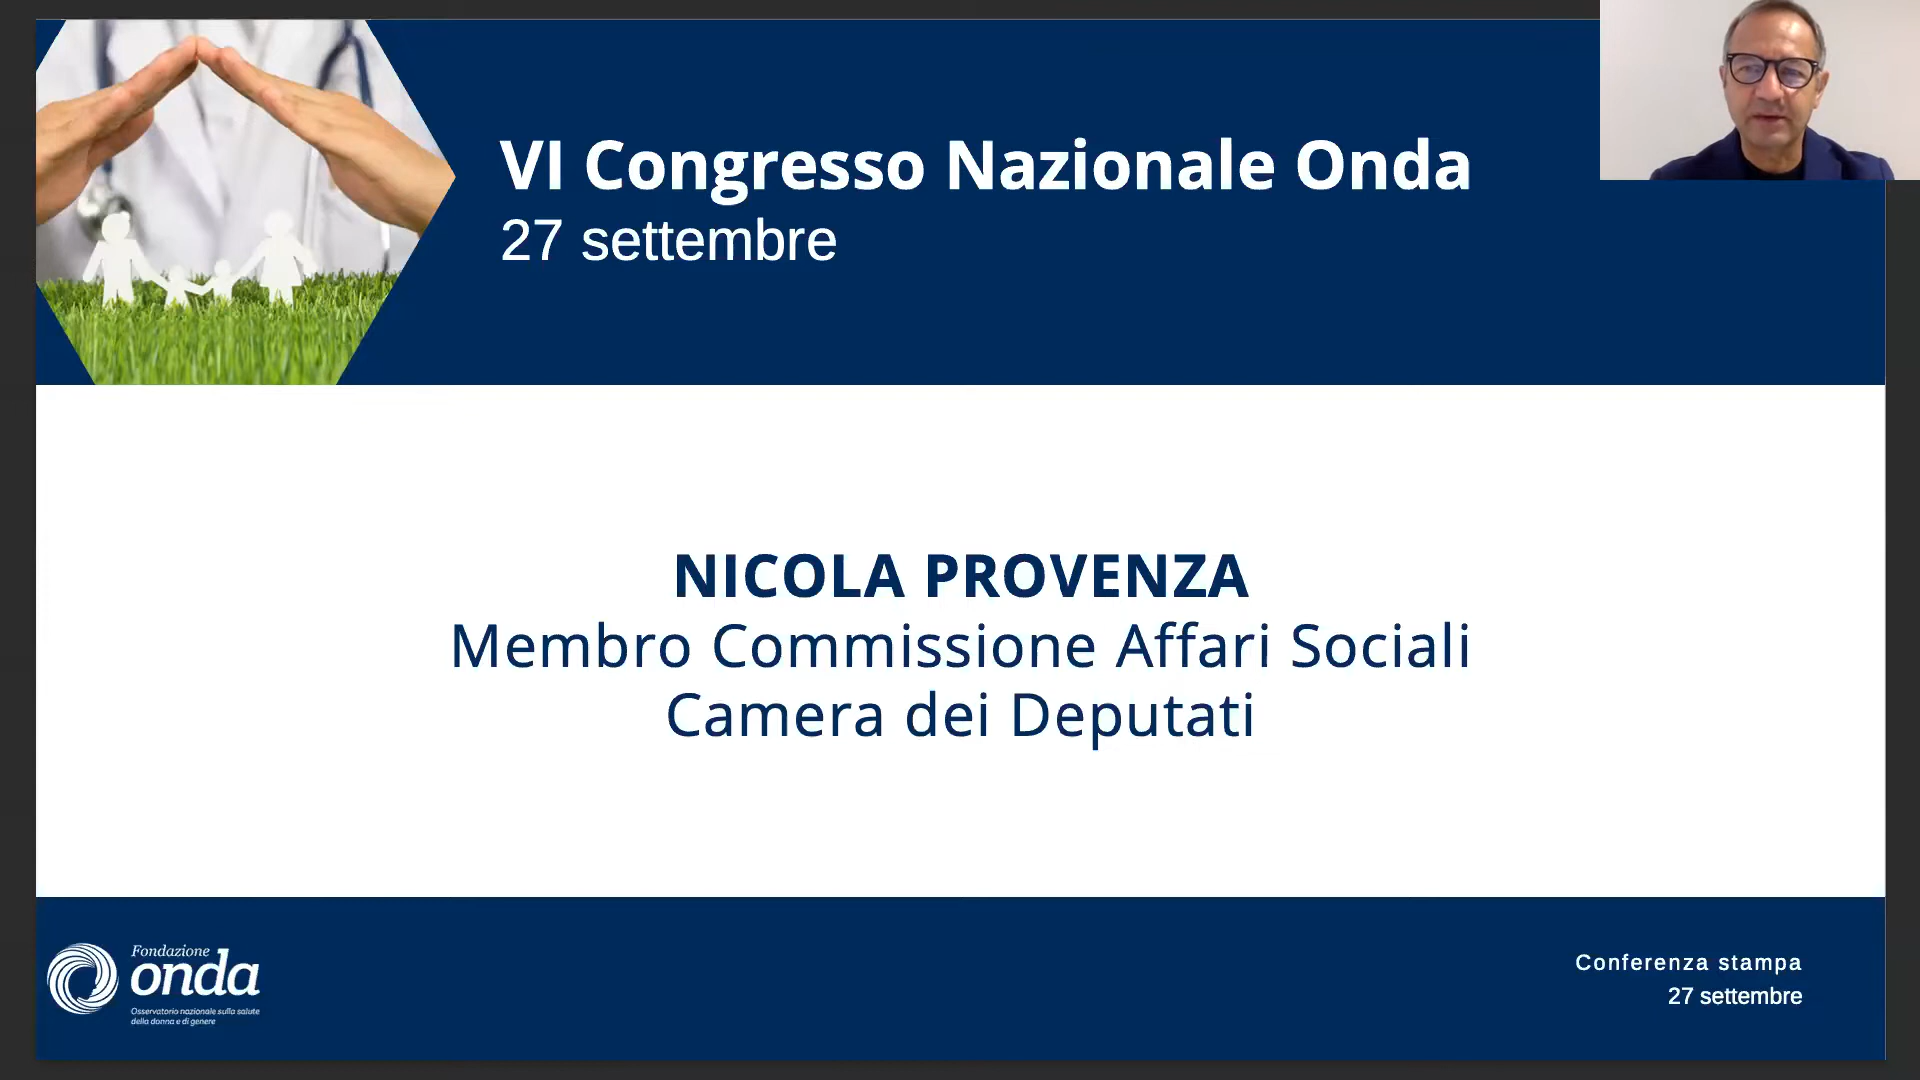 VI Congresso Nazionale Onda
27 settembre
NICOLA PROVENZA
Membro Commissione Affari Sociali
Camera dei Deputati
Fondazione
onda
Osservatorio nazionale sulla salute
della donna e di genere
Conferenza stampa
27 settembre